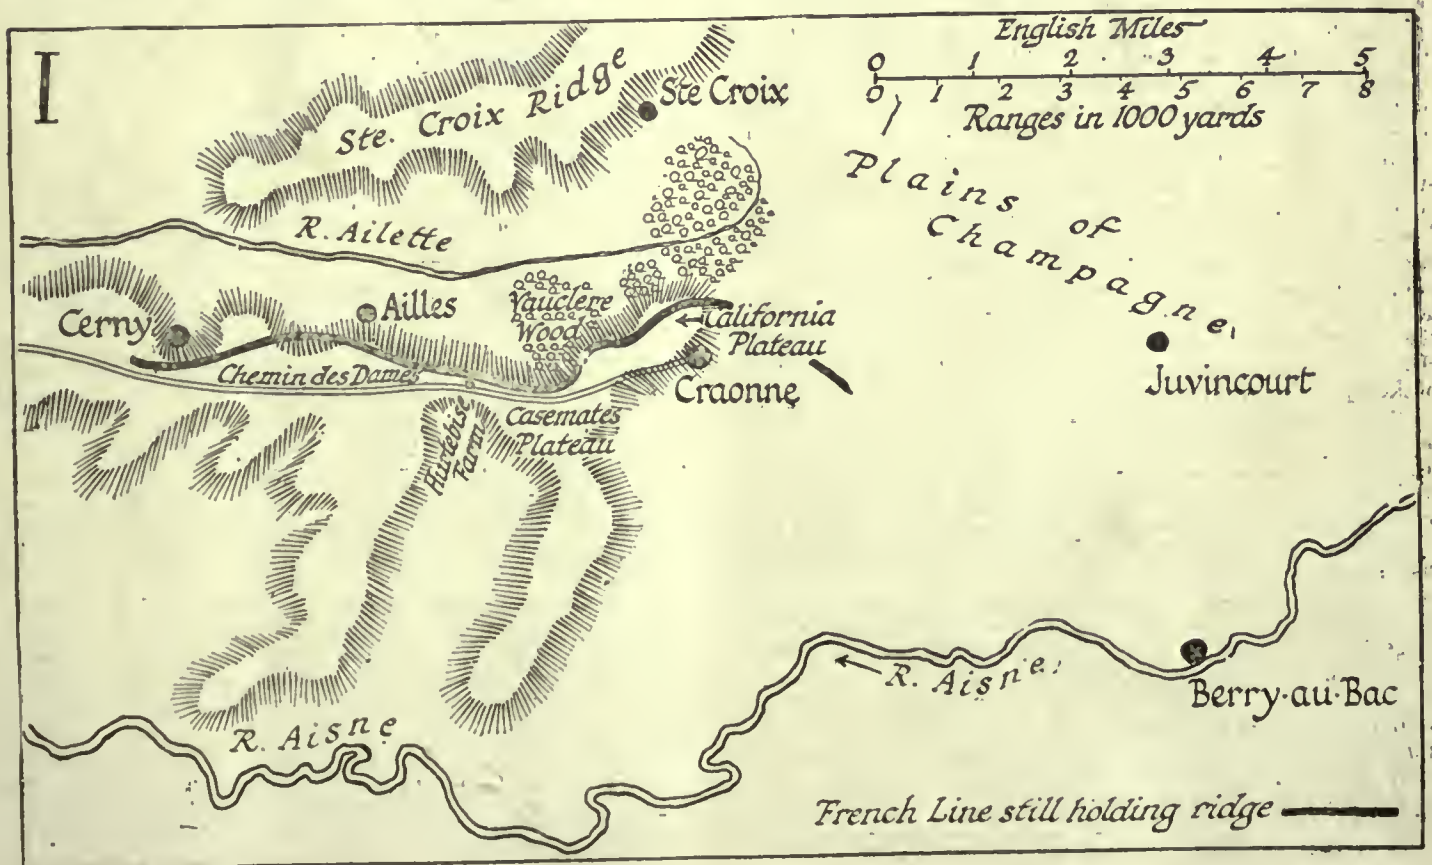 I
English Miles
0 1 2 3 4 5
0 1 2 3 4 5 6 7 8
Ranges in 1000 yards
Ste. Croix Ridge
Ste Croix
Plains of
Champagne
R. Ailette
Cerny
Ailles
Vauclere
Wood
California
Plateau
Juvincourt
Chemin des Dames
Craonne
Casemates
Plateau
Hurtebise
Farm
R. Aisne
Berry-au-Bac
R. Aisne
French Line still holding ridge